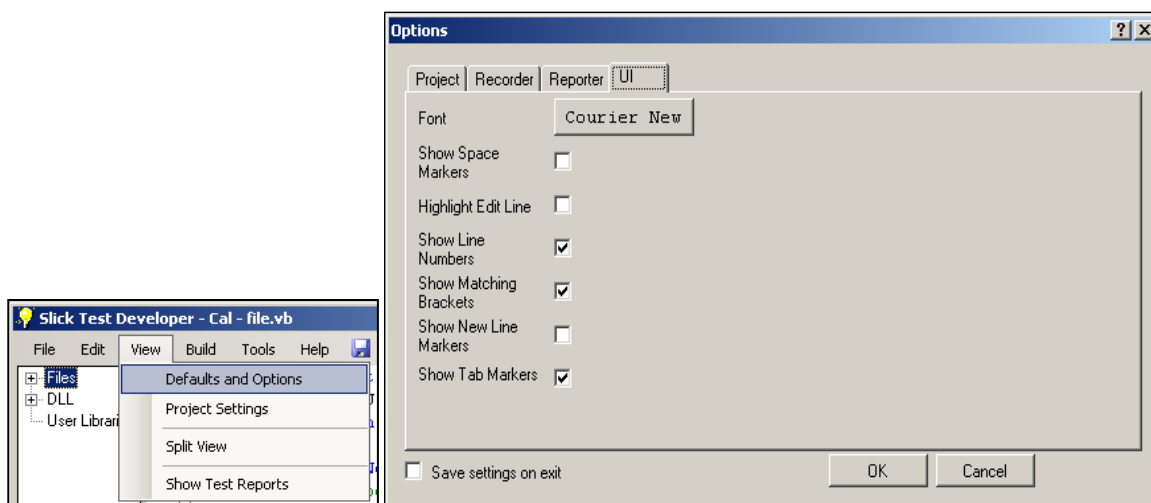 Options
Project
Recorder
Reporter
UI
Font
Courier New
Show Space
Markers
Highlight Edit Line
Show Line
Numbers
Show Matching
Brackets
Show New Line
Markers
Show Tab Markers
Save settings on exit
OK
Cancel
Slick Test Developer - Cal - file.vb
File Edit View Build Tools Help
Files
DLL
User Librari
Defaults and Options
Project Settings
Split View
Show Test Reports